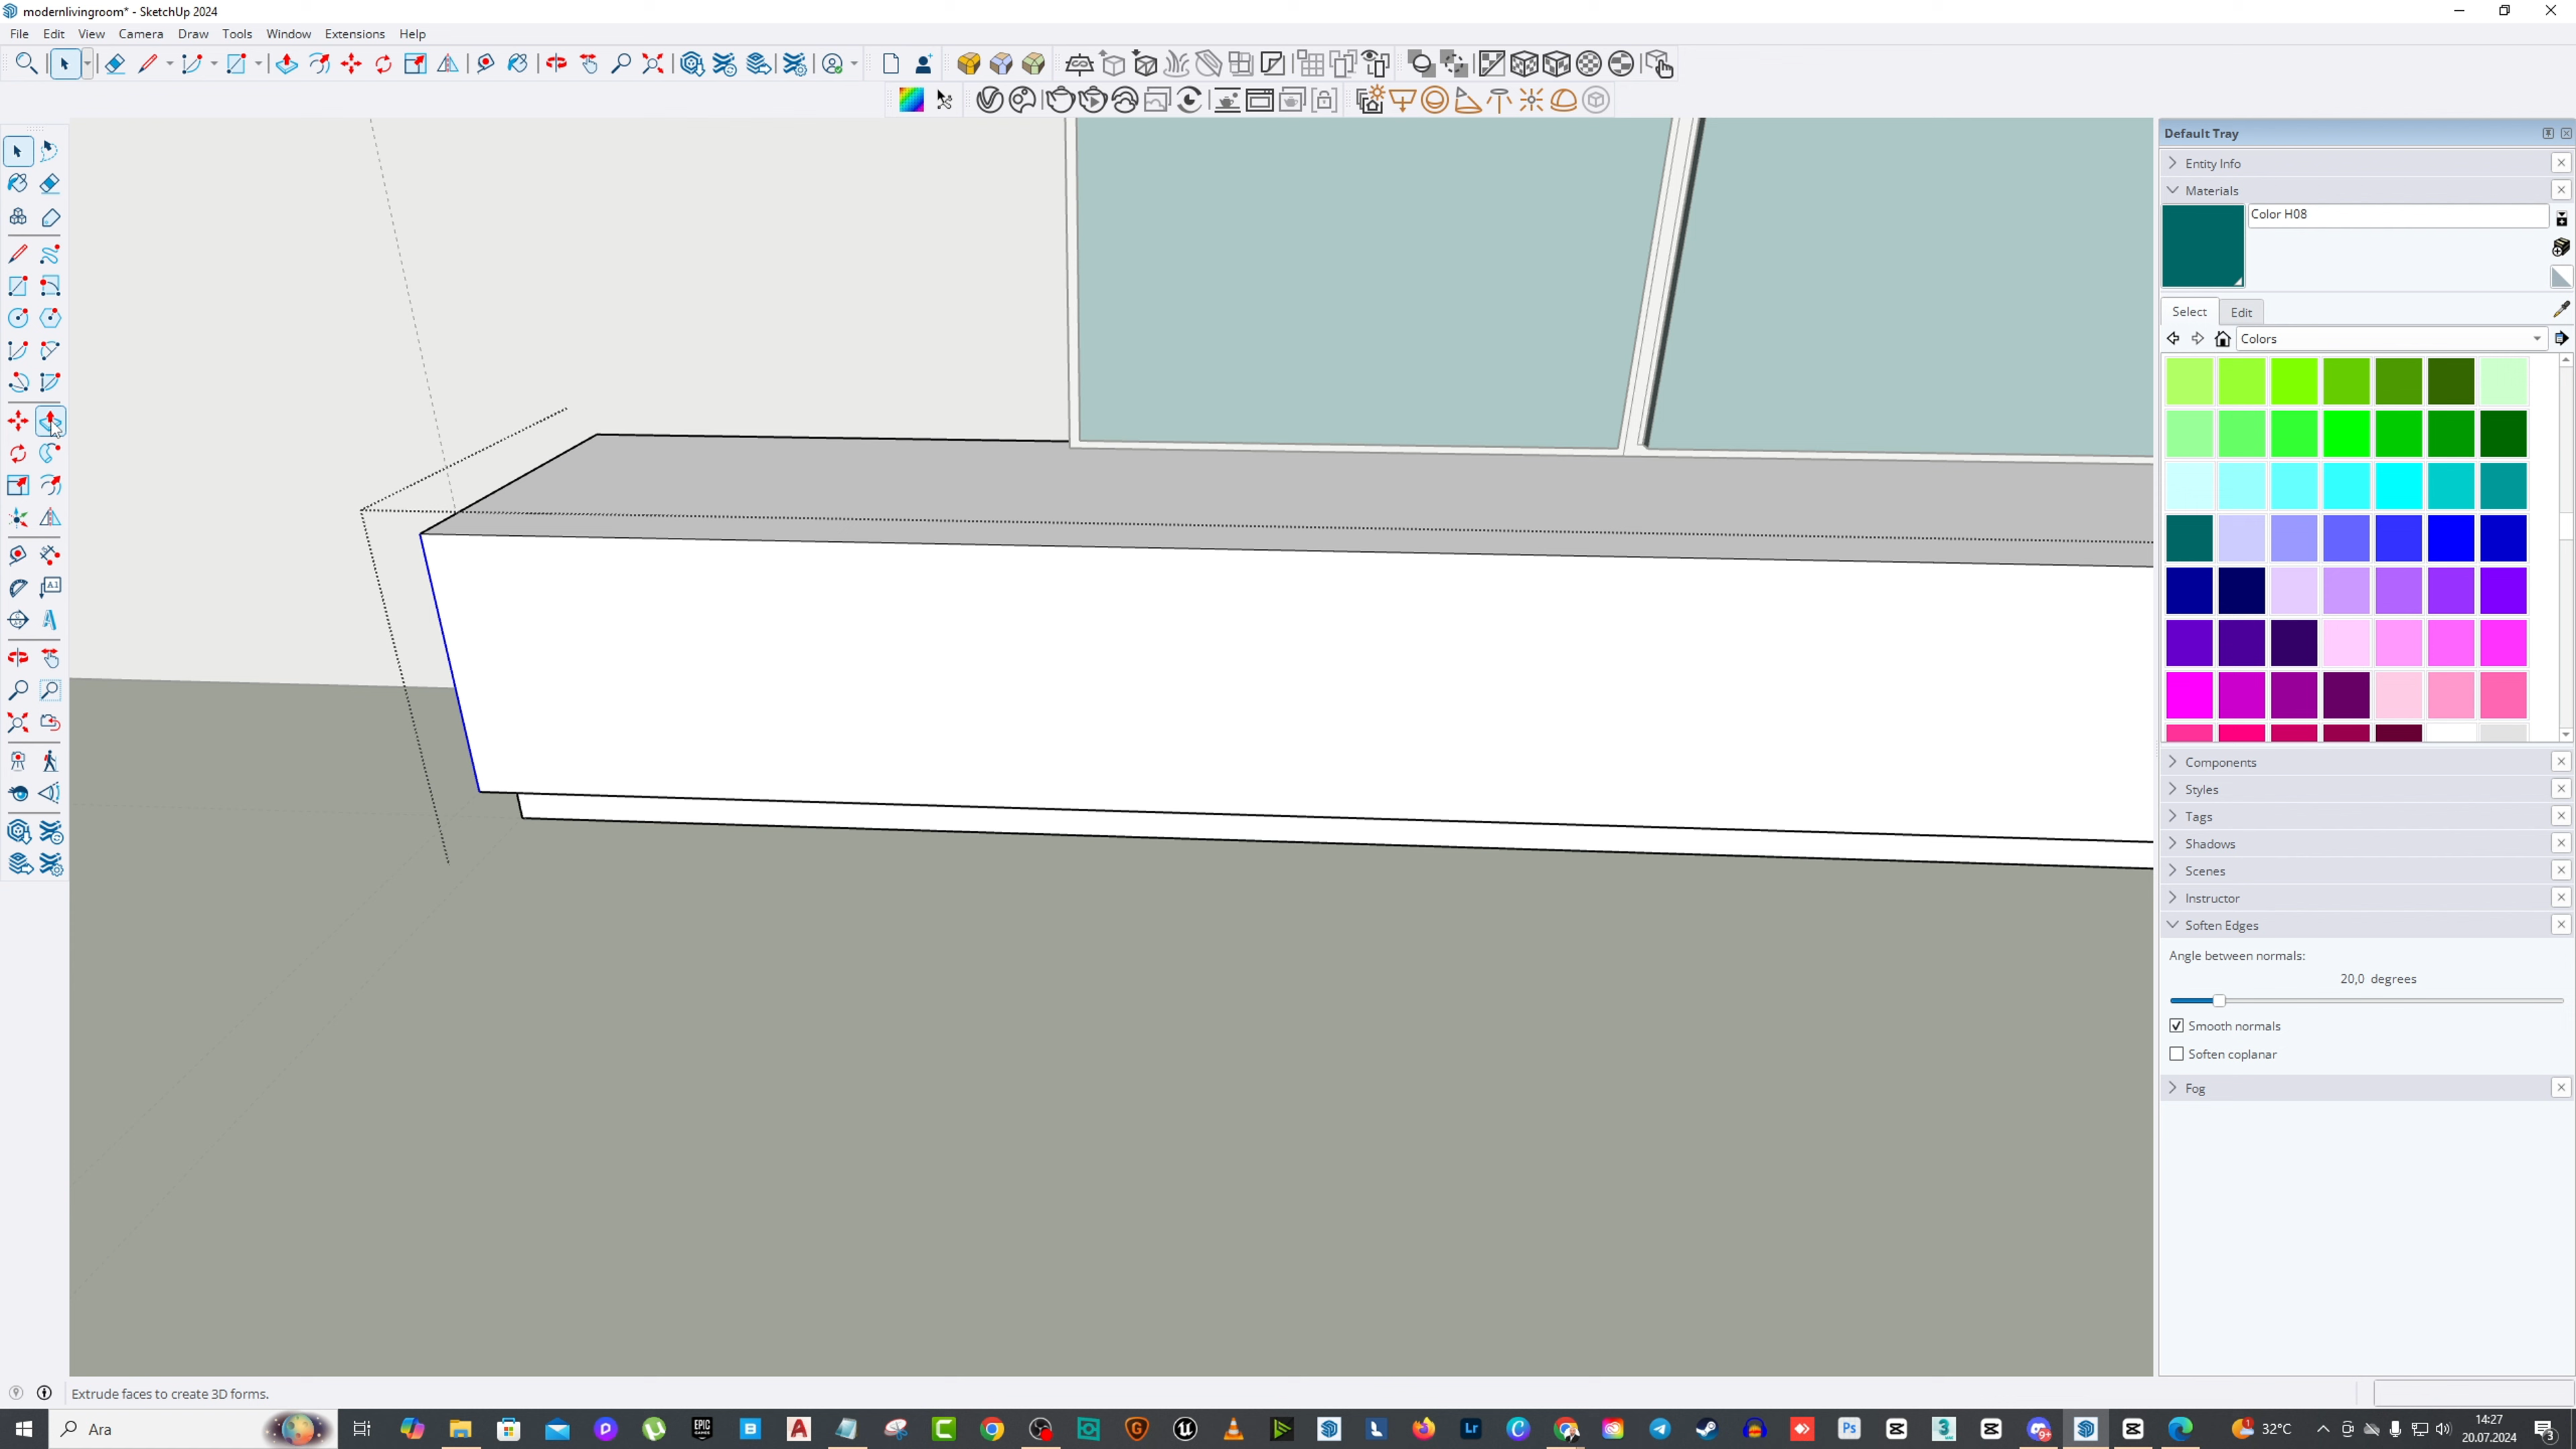 modernlivingroom* - SketchUp 2024
File Edit View Camera Draw Tools Window Extensions Help
Default Tray
Entity Info
Materials
Color H08
Select Edit
Colors
Components
Styles
Tags
Shadows
Scenes
Instructor
Soften Edges
Angle between normals:
20,0 degrees
Smooth normals
Soften coplanar
Fog
Extrude faces to create 3D forms.
Ara
32°C
14:27
20.07.2024